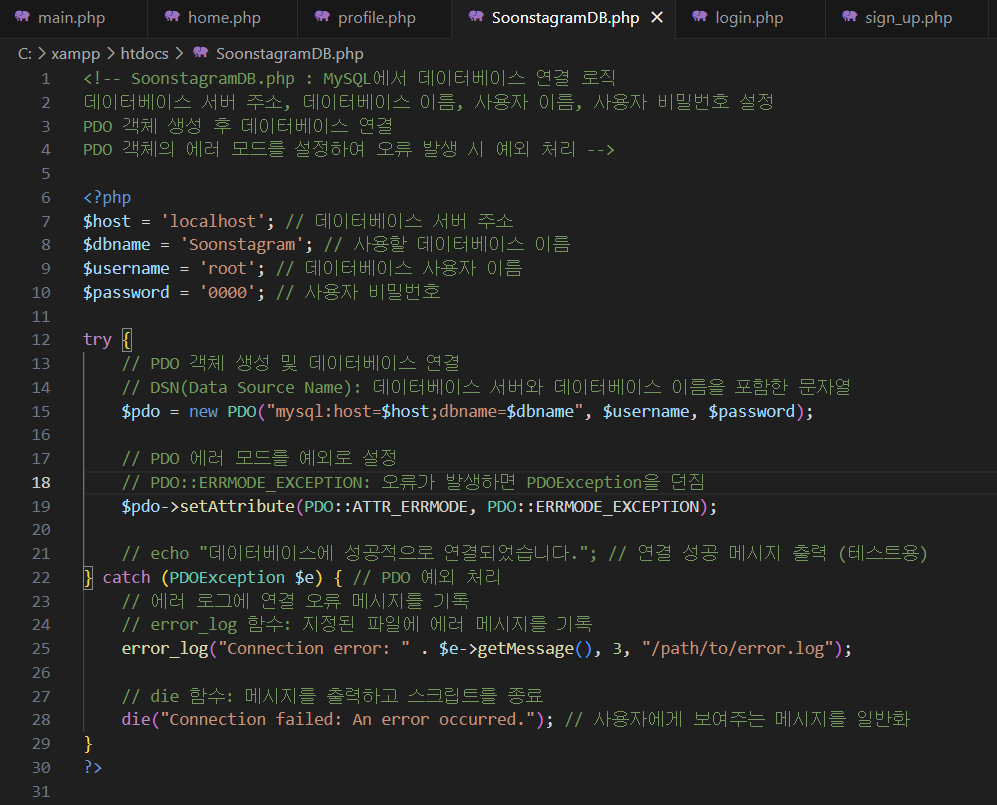 main.php
home.php
profile.php
SoonstagramDB.php
login.php
sign_up.php
C: > xampp > htdocs > SoonstagramDB.php
1 <!-- SoonstagramDB.php : MySQL에서 데이터베이스 연결 로직
2 데이터베이스 서버 주소, 데이터베이스 이름, 사용자 이름, 사용자 비밀번호 설정
3 PDO 객체 생성 후 데이터베이스 연결
4 PDO 객체의 에러 모드를 설정하여 오류 발생 시 예외 처리 -->
5
6 <?php
7 $host = 'localhost'; // 데이터베이스 서버 주소
8 $dbname = 'Soonstagram'; // 사용할 데이터베이스 이름
9 $username = 'root'; // 데이터베이스 사용자 이름
10 $password = '0000'; // 사용자 비밀번호
11
12 try {
13 // PDO 객체 생성 및 데이터베이스 연결
14 // DSN(Data Source Name): 데이터베이스 서버와 데이터베이스 이름을 포함한 문자열
15 $pdo = new PDO("mysql:host=$host;dbname=$dbname", $username, $password);
16
17 // PDO 에러 모드를 예외로 설정
18 // PDO::ERRMODE_EXCEPTION: 오류가 발생하면 PDOException을 던짐
19 $pdo->setAttribute(PDO::ATTR_ERRMODE, PDO::ERRMODE_EXCEPTION);
20
21 // echo "데이터베이스에 성공적으로 연결되었습니다."; // 연결 성공 메시지 출력 (테스트용)
22 } catch (PDOException $e) { // PDO 예외 처리
23 // 에러 로그에 연결 오류 메시지를 기록
24 // error_log 함수: 지정된 파일에 에러 메시지를 기록
25 error_log("Connection error: " . $e->getMessage(), 3, "/path/to/error.log");
26
27 // die 함수: 메시지를 출력하고 스크립트를 종료
28 die("Connection failed: An error occurred."); // 사용자에게 보여주는 메시지를 일반화
29 }
30 ?>
31